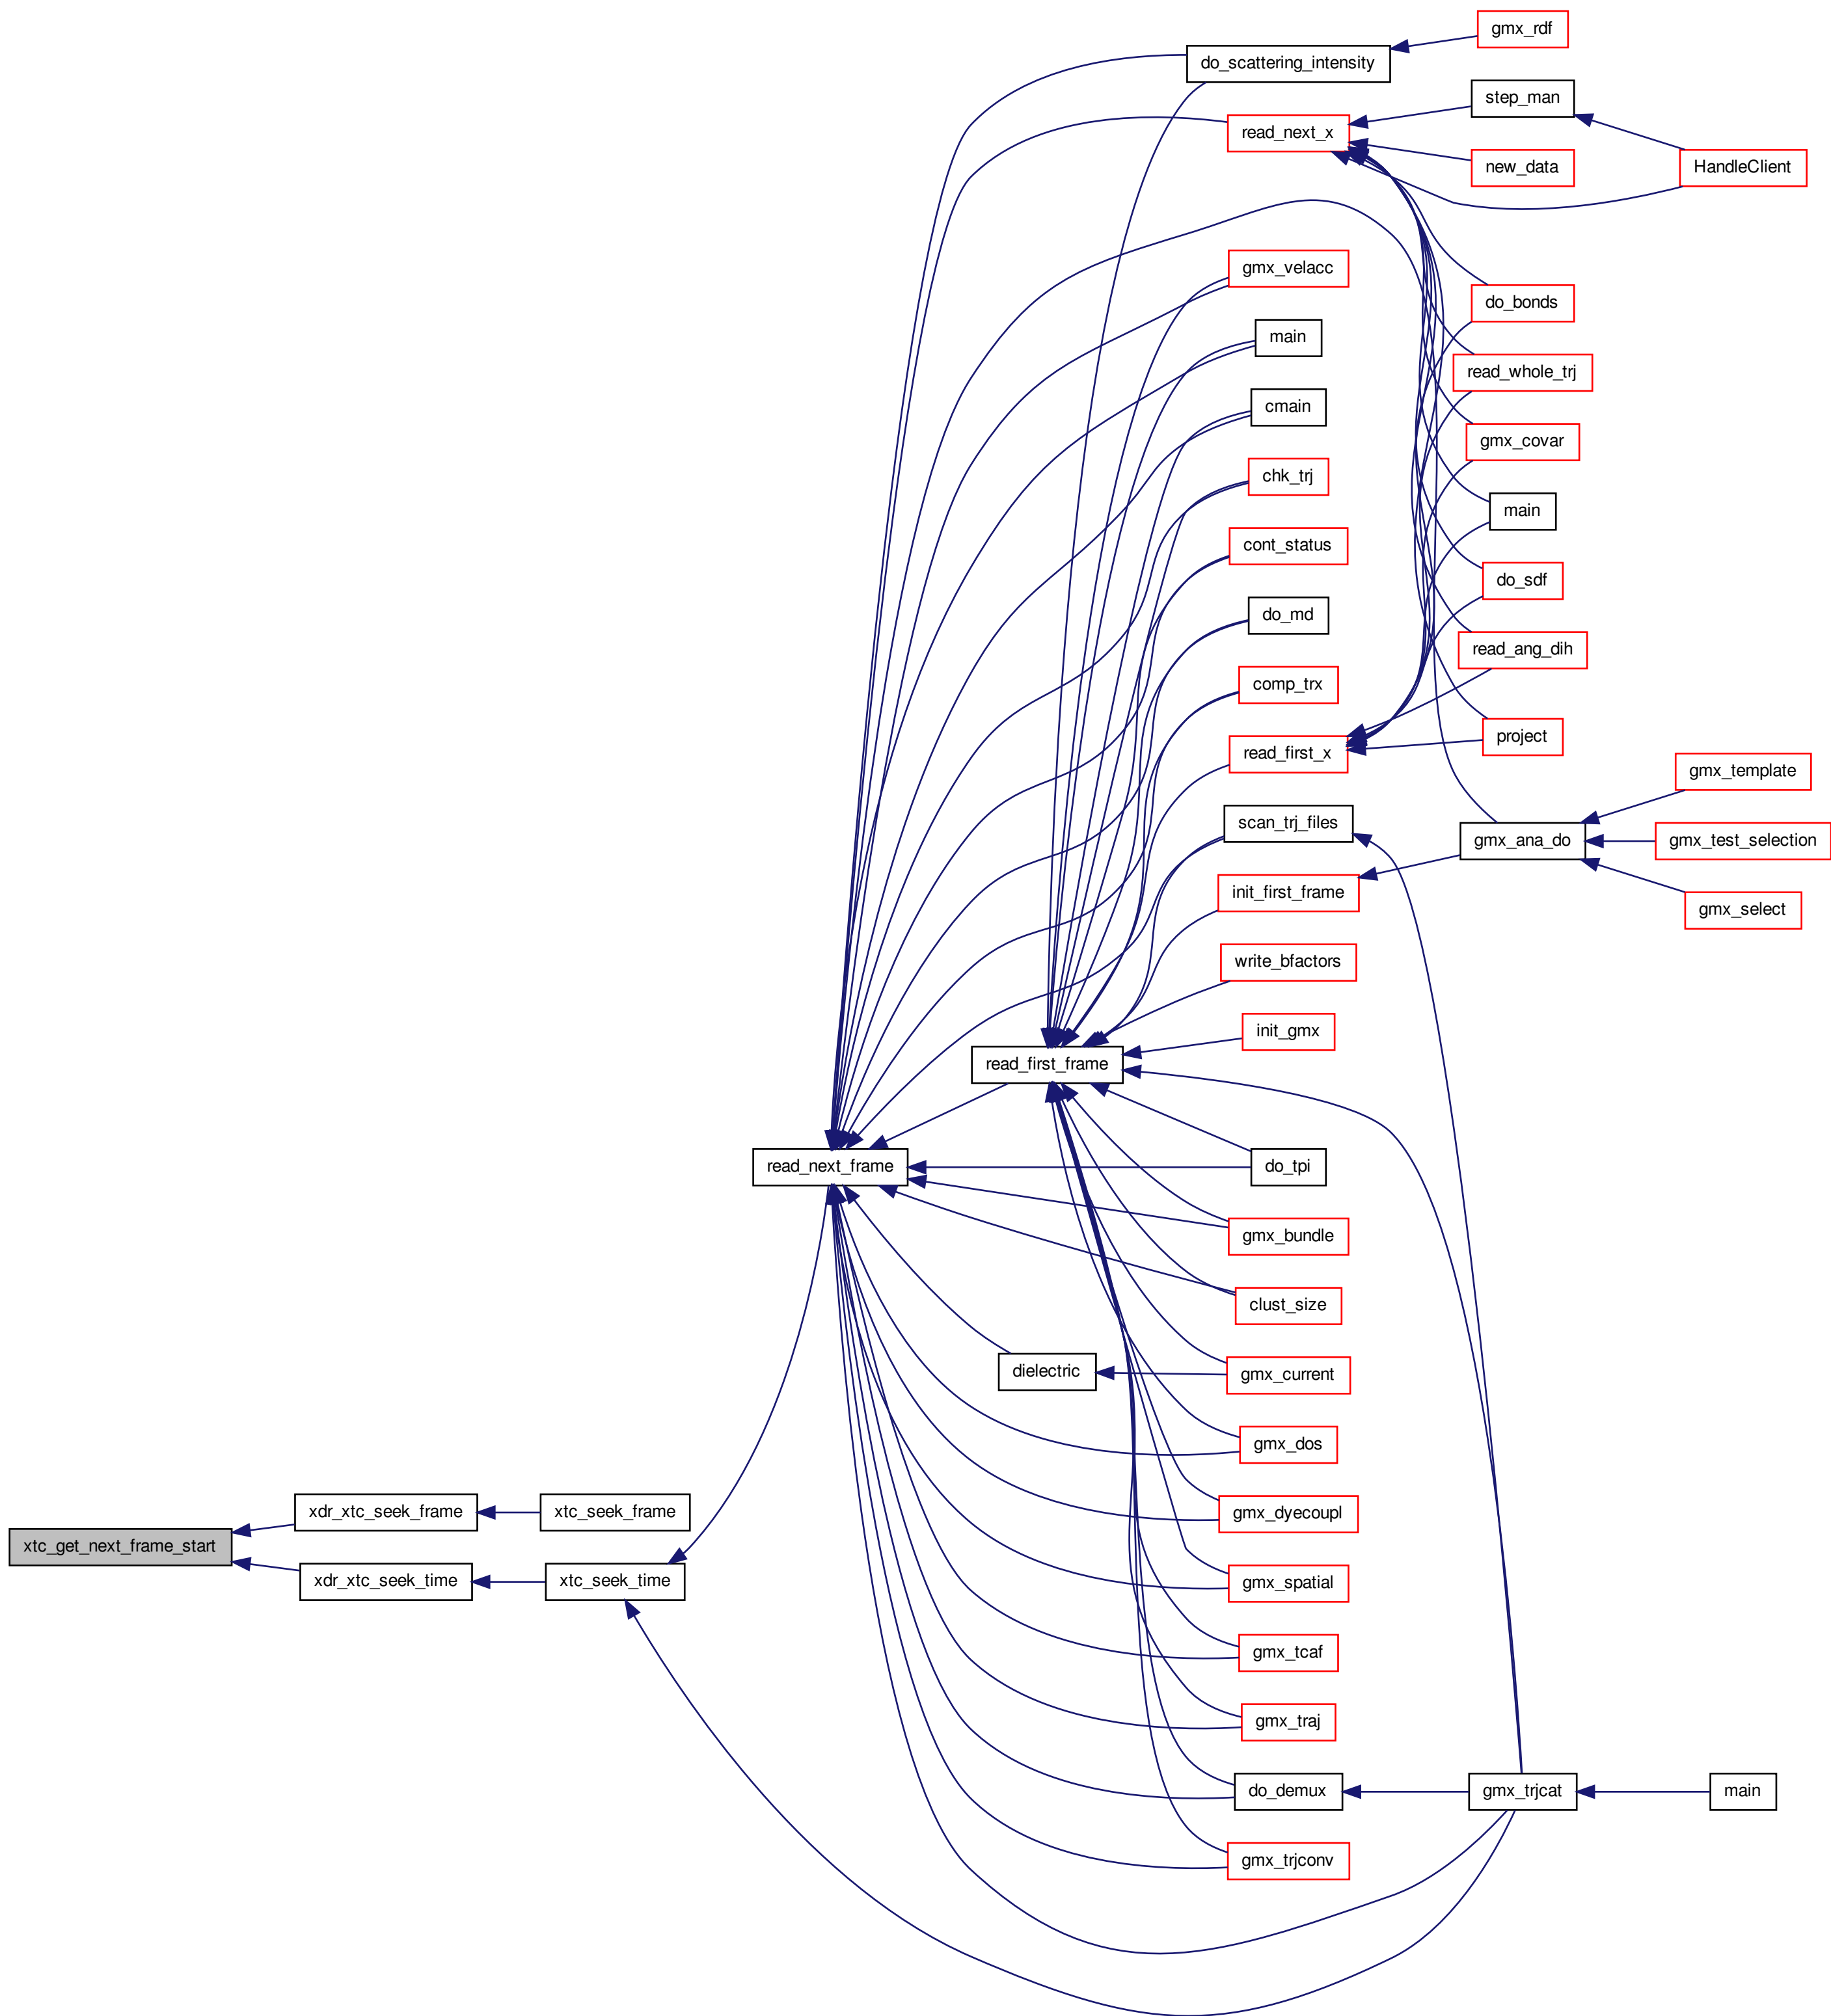 gmx_rdf
do_scattering_intensity
step_man
read_next_x
new_data
HandleClient
gmx_velacc
do_bonds
main
read_whole_trj
cmain
gmx_covar
chk_trj
main
cont_status
do_sdf
do_md
read_ang_dih
comp_trx
project
read_first_x
gmx_template
scan_trj_files
gmx_ana_do
gmx_test_selection
init_first_frame
gmx_select
write_bfactors
init_gmx
read_first_frame
read_next_frame
do_tpi
gmx_bundle
clust_size
dielectric
gmx_current
gmx_dos
xdr_xtc_seek_frame
xtc_seek_frame
gmx_dyecoupl
xtc_get_next_frame_start
xdr_xtc_seek_time
xtc_seek_time
gmx_spatial
gmx_tcaf
gmx_traj
do_demux
gmx_trjcat
main
gmx_trjconv